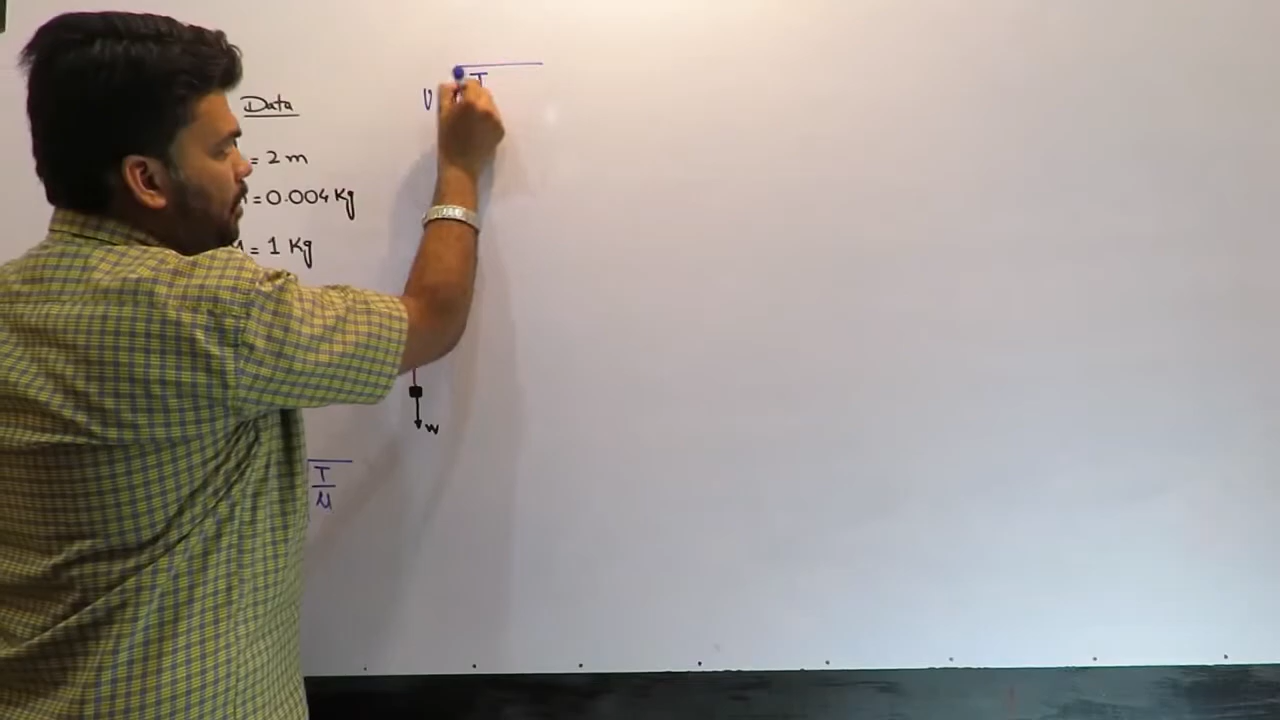 Data
= 2 m
= 0.004 Kg
= 1 Kg
w
T
μ
v
T